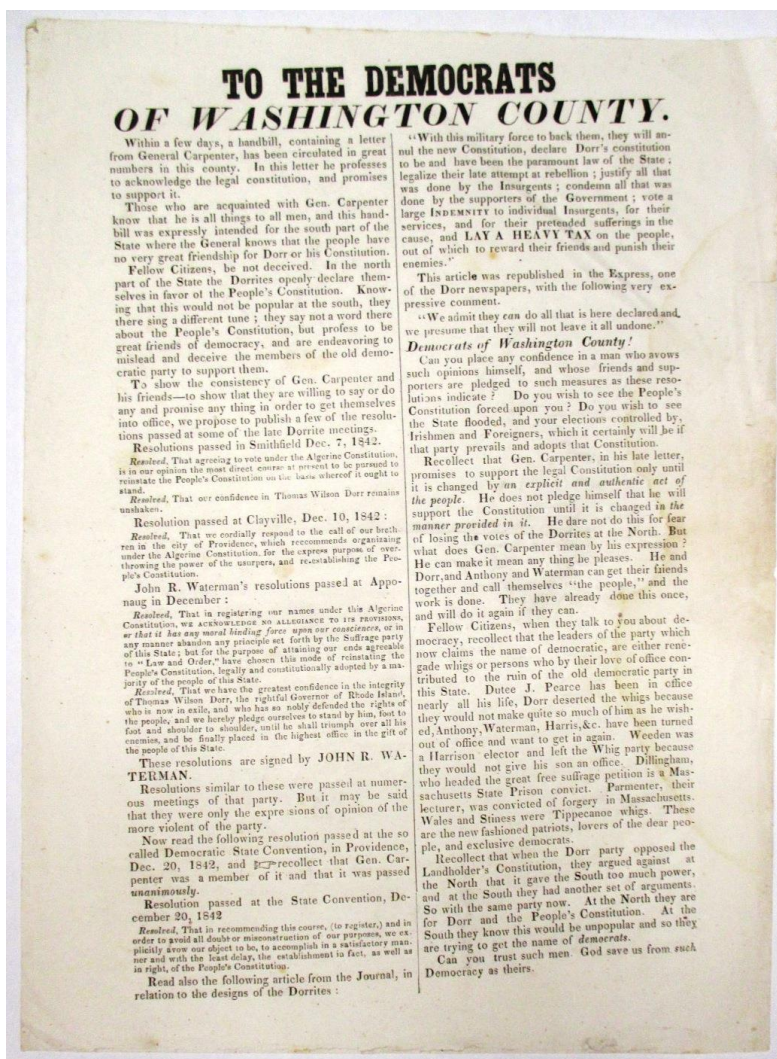 TO THE DEMOCRATS
OF WASHINGTON COUNTY.
Within a few days, a handbill, containing a letter
from General Carpenter, has been circulated in great
numbers in this county. In this letter he professes
to acknowledge the legal constitution, and promises
to support it.
Those who are acquainted with Gen. Carpenter
know that he is all things to all men, and this hand-
bill was expressly intended for the south part of the
State where the General knows that the people have
no very great friendship for Dorr or his Constitution.
Fellow Citizens, be not deceived. In the north
part of the State the Dorrites openly declare them-
selves in favor of the People's Constitution. Know-
ing that this would not be popular at the south, they
there sing a different tune; they say not a word there
about the People's Constitution, but profess to be
great friends of democracy, and are endeavoring to
mislead and deceive the members of the old demo-
cratic party to support them.
To show the consistency of Gen. Carpenter and
his friends—to show that they are willing to say or do
any and promise any thing in order to get themselves
into office, we propose to publish a few of the resolu-
tions passed at some of the late Dorrite meetings.
Resolutions passed in Smithfield Dec. 7, 1842.
Resolved, That agreeing to vote under the Algerine Constitution,
is in our opinion the most direct course at present to be pursued to
reinstate the People's Constitution on the basis whereof it ought to
stand.
Resolved, That our confidence in Thomas Wilson Dorr remains
unshaken.
Resolution passed at Clayville, Dec. 10, 1842:
Resolved, That we cordially respond to the call of our breth-
ren in the city of Providence, which reccommends organizing
under the Algerine Constitution, for the express purpose of over-
throwing the power of the usurpers, and re-establishing the Peo-
ple's Constitution.
John R. Waterman's resolutions passed at Appo-
naug in December:
Resolved, That in registering our names under this Algerine
Constitution, WE ACKNOWLEDGE NO ALLEGIANCE TO ITS PROVISIONS,
or that it has any moral binding force upon our consciences, or in
any manner abandon any principle set forth by the Suffrage party
of this State; but for the purpose of attaining our ends agreeable
to "Law and Order," have chosen this mode of reinstating the
People's Constitution, legally and constitutionally adopted by a ma-
jority of the people of this State.
Resolved, That we have the greatest confidence in the integrity
of Thomas Wilson Dorr, the rightful Governor of Rhode Island,
who is now in exile, and who has so nobly defended the rights of
the people, and we hereby pledge ourselves to stand by him, foot to
foot and shoulder to shoulder, until he shall triumph over all his
enemies, and be finally placed in the highest office in the gift of
the people of this State.
These resolutions are signed by JOHN R. WA-
TERMAN.
Resolutions similar to these were passed at numer-
ous meetings of that party. But it may be said
that they were only the expre sions of opinion of the
more violent of the party.
Now read the following resolution passed at the so
called Democratic State Convention, in Providence,
Dec. 20, 1842, and ☞recollect that Gen. Car-
penter was a member of it and that it was passed
unanimously.
Resolution passed at the State Convention, De-
cember 20, 1842
Resolved, That in recommending this course, (to register,) and in
order to avoid all doubt or misconstruction of our purposes, we ex-
plicitly avow our object to be, to accomplish in a satisfactory man-
ner and with the least delay, the establishment in fact, as well as
in right, of the People's Constitution.
Read also the following article from the Journal, in
relation to the designs of the Dorrites:
"With this military force to back them, they will an-
nul the new Constitution, declare Dorr's constitution
to be and have been the paramount law of the State;
legalize their late attempt at rebellion; justify all that
was done by the Insurgents; condemn all that was
done by the supporters of the Government; vote a
large INDEMNITY to individual Insurgents, for their
services, and for their pretended sufferings in the
cause, and LAY A HEAVY TAX on the people,
out of which to reward their friends and punish their
enemies."
This article was republished in the Express, one
of the Dorr newspapers, with the following very ex-
pressive comment.
"We admit they can do all that is here declared and
we presume that they will not leave it all undone."
Democrats of Washington County!
Can you place any confidence in a man who avows
such opinions himself, and whose friends and sup-
porters are pledged to such measures as these reso-
lutions indicate? Do you wish to see the People's
Constitution forced upon you? Do you wish to see
the State flooded, and your elections controlled by,
Irishmen and Foreigners, which it certainly will be if
that party prevails and adopts that Constitution.
Recollect that Gen. Carpenter, in his late letter,
promises to support the legal Constitution only until
it is changed by an explicit and authentic act of
the people. He does not pledge himself that he will
support the Constitution until it is changed in the
manner provided in it. He dare not do this for fear
of losing the votes of the Dorrites at the North. But
what does Gen. Carpenter mean by his expression?
He can make it mean any thing be pleases. He and
Dorr, and Anthony and Waterman can get their friends
together and call themselves "the people," and the
work is done. They have already done this once,
and will do it again if they can.
Fellow Citizens, when they talk to you about de-
mocracy, recollect that the leaders of the party which
now claims the name of democratic, are either rene-
gade whigs or persons who by their love of office con-
tributed to the ruin of the old democratic party in
this State. Dutee J. Pearce has been in office
nearly all his life, Dorr deserted the whigs because
they would not make quite so much of him as he wish-
ed, Anthony, Waterman, Harris, &c. have been turned
out of office and want to get in again. Weeden was
a Harrison elector and left the Whig party because
they would not give his son an office. Dillingham,
who headed the great free suffrage petition is a Mas-
sachusetts State Prison convict. Parmenter, their
lecturer, was convicted of forgery in Massachusetts.
Wales and Stiness were Tippecanoe whigs. These
are the new fashioned patriots, lovers of the dear peo-
ple, and exclusive democrats.
Recollect that when the Dorr party opposed the
Landholder's Constitution, they argued against at
the North that it gave the South too much power,
and at the South they had another set of arguments.
So with the same party now. At the North they are
for Dorr and the People's Constitution. At the
South they know this would be unpopular and so they
are trying to get the name of democrats.
Can you trust such men. God save us from such
Democracy as theirs.